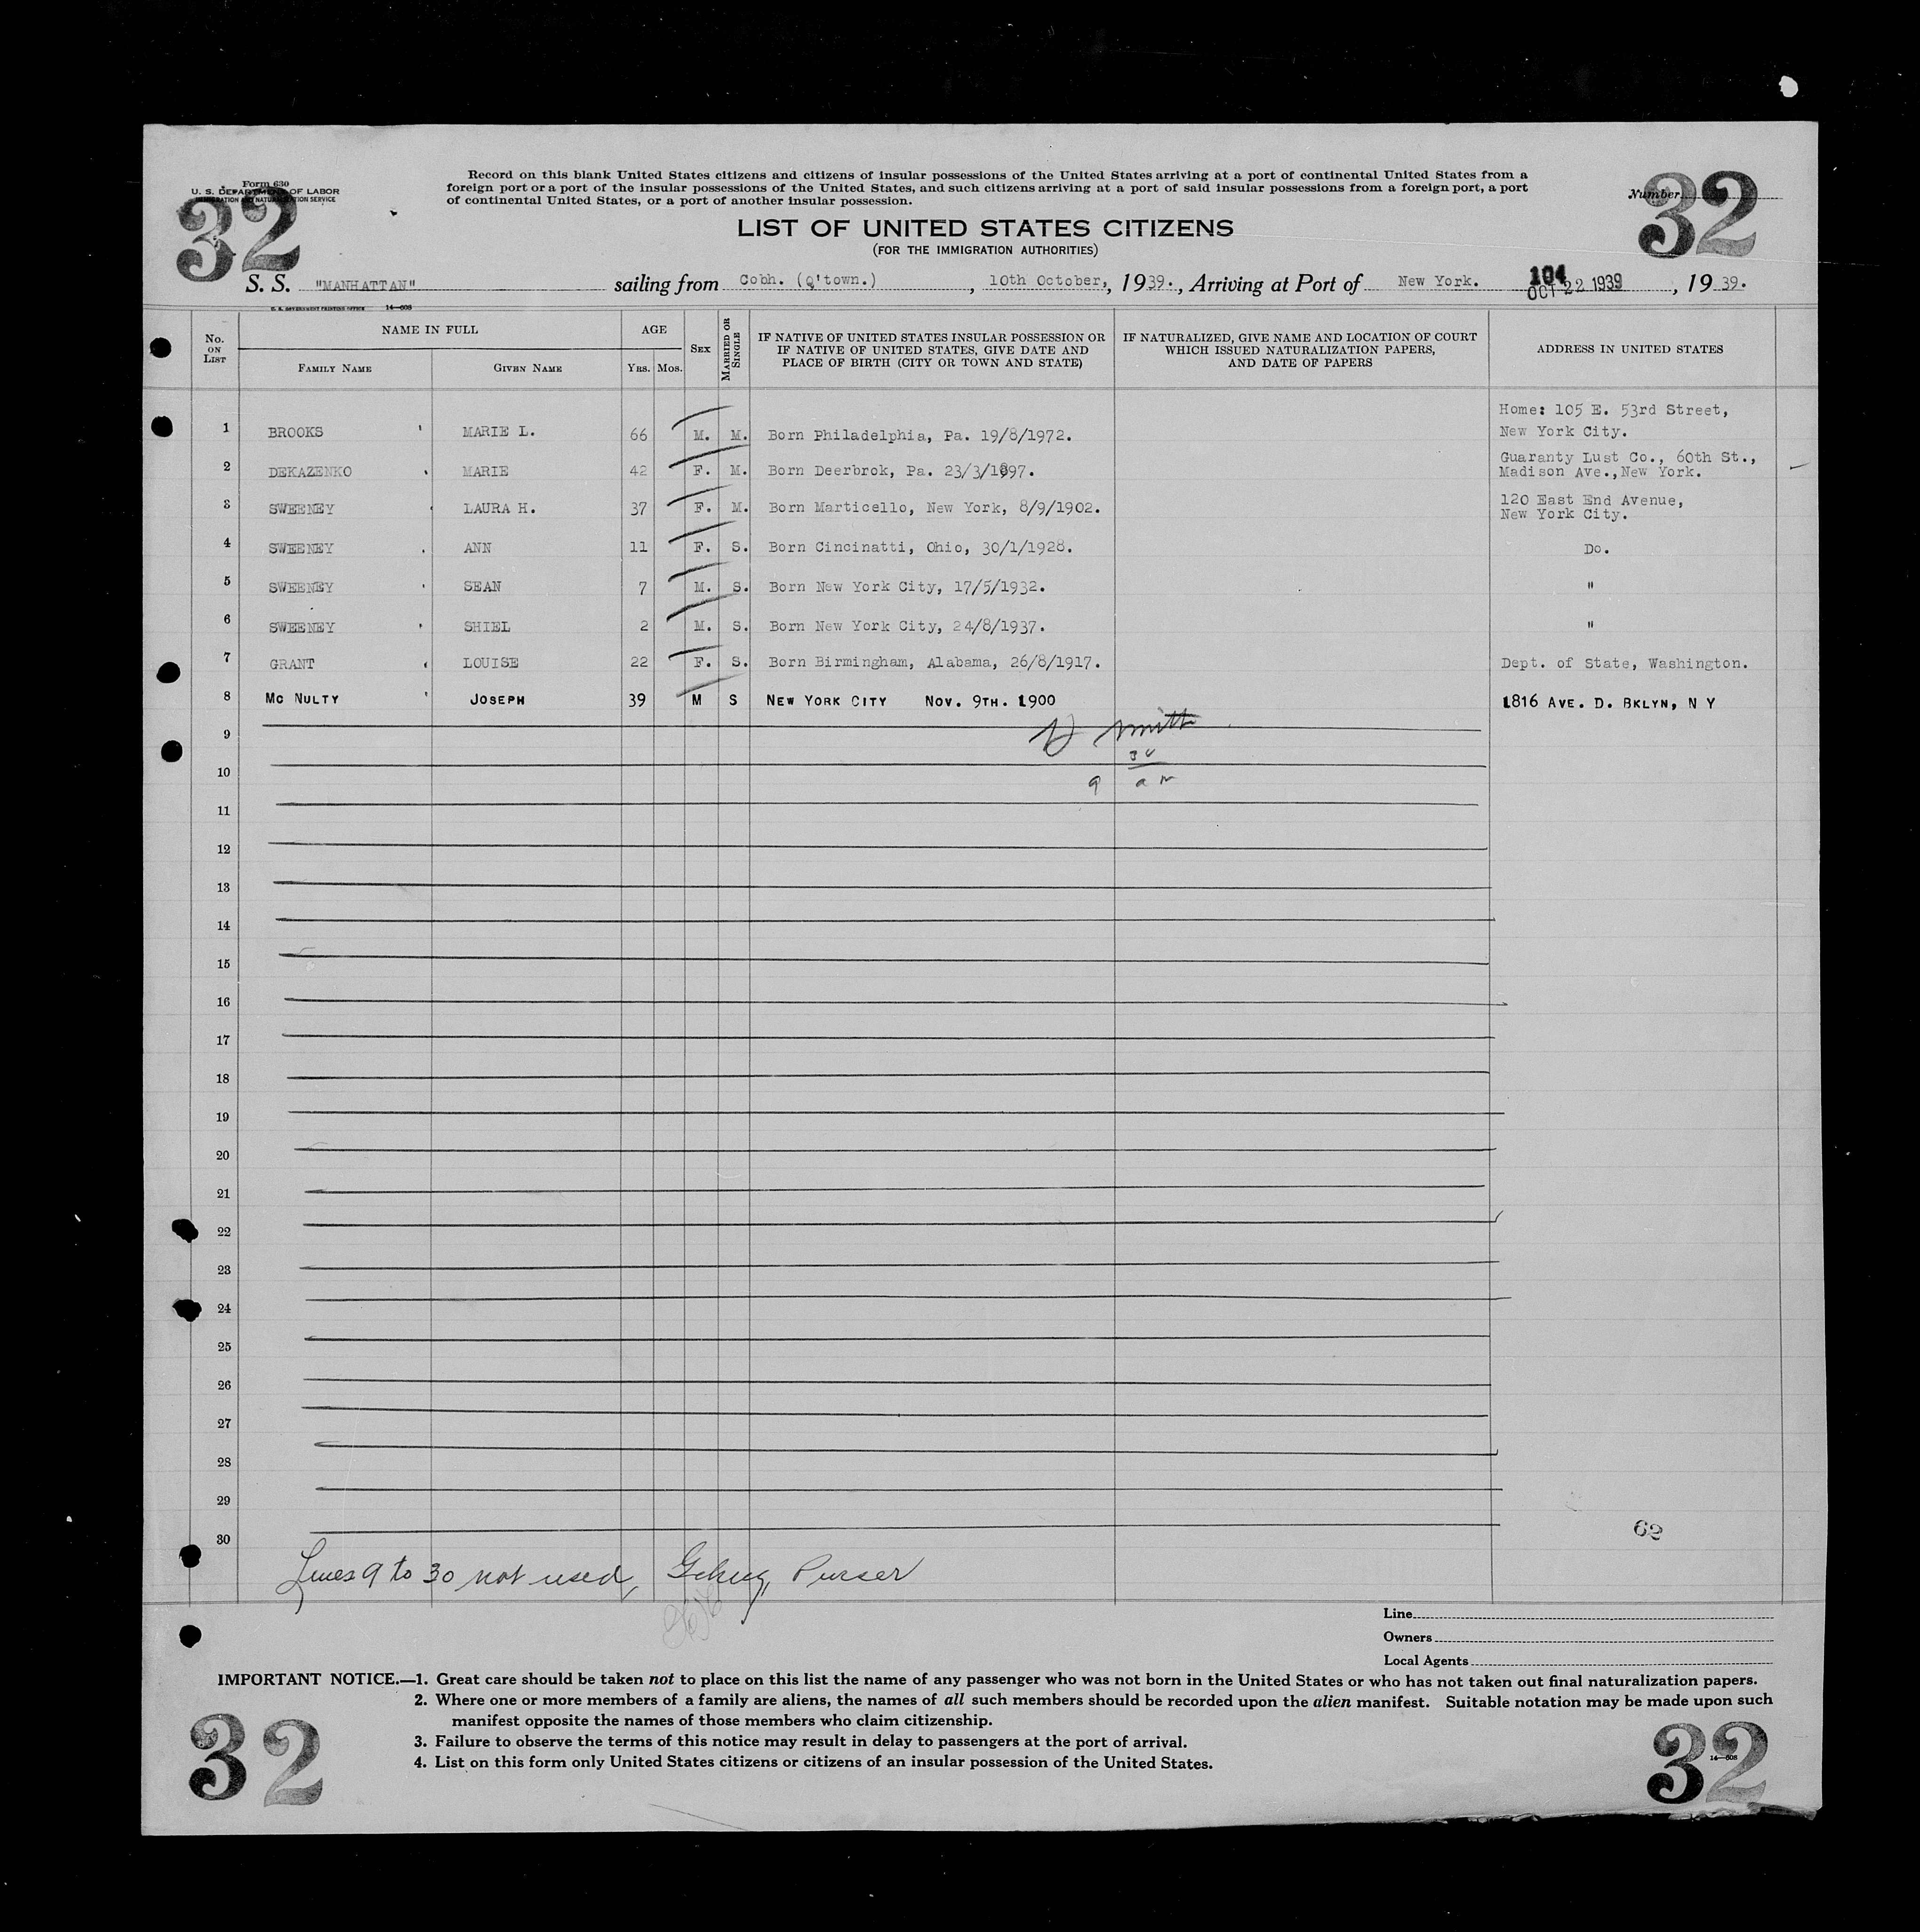 32
Form 630
U. S. DEPARTMENT OF LABOR
IMMIGRATION AND NATURALIZATION SERVICE
Record on this blank United States citizens and citizens of insular possessions of the United States arriving at a port of continental United States from a
foreign port or a port of the insular possessions of the United States, and such citizens arriving at a port of said insular possessions from a foreign port, a port
of continental United States, or a port of another insular possession.
Number
32
LIST OF UNITED STATES CITIZENS
(FOR THE IMMIGRATION AUTHORITIES)
S. S. "MANHATTAN" sailing from Cobh. (Q'town.), 10th October, 1939., Arriving at Port of New York. 104 OCT 22 1939, 1939.
U. S. GOVERNMENT PRINTING OFFICE 14—608
No. ON LIST
NAME IN FULL
FAMILY NAME GIVEN NAME
AGE
YRS. MOS.
SEX
MARRIED OR SINGLE
IF NATIVE OF UNITED STATES INSULAR POSSESSION OR
IF NATIVE OF UNITED STATES, GIVE DATE AND
PLACE OF BIRTH (CITY OR TOWN AND STATE)
IF NATURALIZED, GIVE NAME AND LOCATION OF COURT
WHICH ISSUED NATURALIZATION PAPERS,
AND DATE OF PAPERS
ADDRESS IN UNITED STATES
1 BROOKS MARIE L. 66 M. M. Born Philadelphia, Pa. 19/8/1972. Home: 105 E. 53rd Street,
New York City.
2 DEKAZENKO MARIE 42 F. M. Born Deerbrok, Pa. 23/3/1897. Guaranty Lust Co., 60th St.,
Madison Ave., New York.
3 SWEENEY LAURA H. 37 F. M. Born Marticello, New York, 8/9/1902. 120 East End Avenue,
New York City.
4 SWEENEY ANN 11 F. S. Born Cincinatti, Ohio, 30/1/1928. Do.
5 SWEENEY SEAN 7 M. S. Born New York City, 17/5/1932. "
6 SWEENEY SHIEL 2 M. S. Born New York City, 24/8/1937. "
7 GRANT LOUISE 22 F. S. Born Birmingham, Alabama, 26/8/1917. Dept. of State, Washington.
8 MC NULTY JOSEPH 39 M S NEW YORK CITY NOV. 9TH. 1900 1816 AVE. D. BKLYN, N Y
9 Smith
10
11
12
13
14
15
16
17
18
19
20
21
22
23
24
25
26
27
28
29
30
62
Lines 9 to 30 not used, Purser
Line
Owners
Local Agents
IMPORTANT NOTICE.—1. Great care should be taken not to place on this list the name of any passenger who was not born in the United States or who has not taken out final naturalization papers.
2. Where one or more members of a family are aliens, the names of all such members should be recorded upon the alien manifest. Suitable notation may be made upon such
manifest opposite the names of those members who claim citizenship.
3. Failure to observe the terms of this notice may result in delay to passengers at the port of arrival.
4. List on this form only United States citizens or citizens of an insular possession of the United States.
32
14—608
32